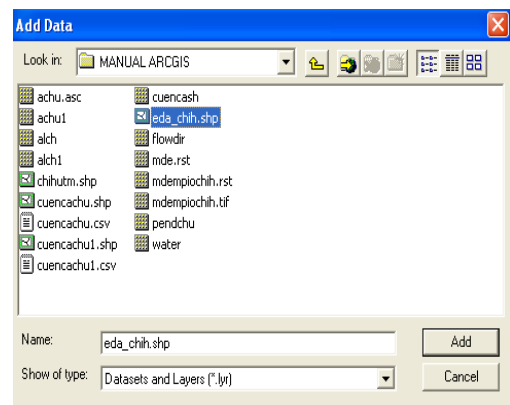 Add Data
Look in: MANUAL ARCGIS
achu.asc
achu1
alch
alch1
chihutm.shp
cuencachu.shp
cuencachu.csv
cuencachu1.shp
cuencachu1.csv
cuencash
eda_chih.shp
flowdir
mde.rst
mdempiochih.rst
mdempiochih.tif
pendchu
water
Name: eda_chih.shp Add
Show of type: Datasets and Layers (*.lyr) Cancel